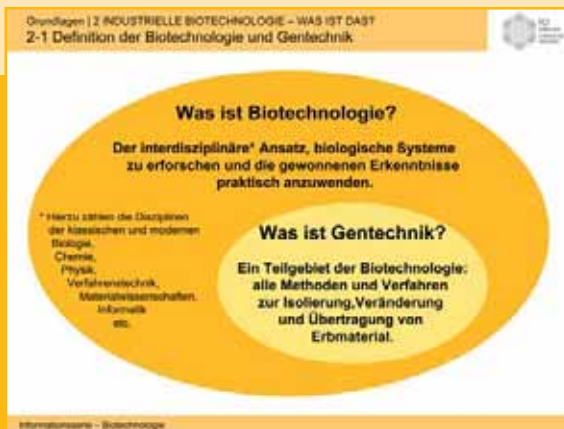 Grundlagen | 2 INDUSTRIELLE BIOTECHNOLOGIE – WAS IST DAS?
2-1 Definition der Biotechnologie und Gentechnik
Was ist Biotechnologie?
Der interdisziplinäre* Ansatz, biologische Systeme
zu erforschen und die gewonnenen Erkenntnisse
praktisch anzuwenden.
* Hierzu zählen die Disziplinen
der klassischen und modernen
Biologie,
Chemie,
Physik,
Verfahrenstechnik,
Materialwissenschaften,
Informatik
etc.
Was ist Gentechnik?
Ein Teilgebiet der Biotechnologie:
alle Methoden und Verfahren
zur Isolierung,Veränderung
und Übertragung von
Erbmaterial.
Informationsserie – Biotechnologie